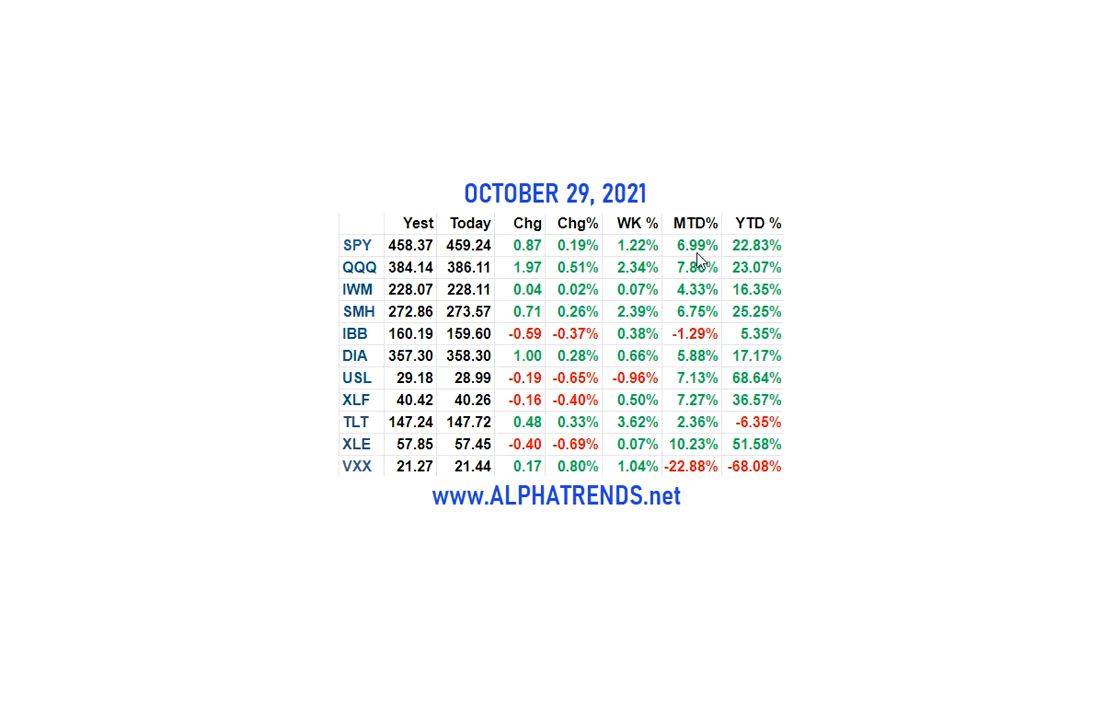 OCTOBER 29, 2021
Yest Today Chg Chg% WK % MTD% YTD %
SPY 458.37 459.24 0.87 0.19% 1.22% 6.99% 22.83%
QQQ 384.14 386.11 1.97 0.51% 2.34% 23.07%
IWM 228.07 228.11 0.04 0.02% 0.07% 4.33% 16.35%
SMH 272.86 273.57 0.71 0.26% 2.39% 6.75% 25.25%
IBB 160.19 159.60 -0.59 -0.37% 0.38% -1.29% 5.35%
DIA 357.30 358.30 1.00 0.28% 0.66% 5.88% 17.17%
USL 29.18 28.99 -0.19 -0.65% -0.96% 7.13% 68.64%
XLF 40.42 40.26 -0.16 -0.40% 0.50% 7.27% 36.57%
TLT 147.24 147.72 0.48 0.33% 3.62% 2.36% -6.35%
XLE 57.85 57.45 -0.40 -0.69% 0.07% 10.23% 51.58%
VXX 21.27 21.44 0.17 0.80% 1.04% -22.88% -68.08%
www.ALPHATRENDS.net